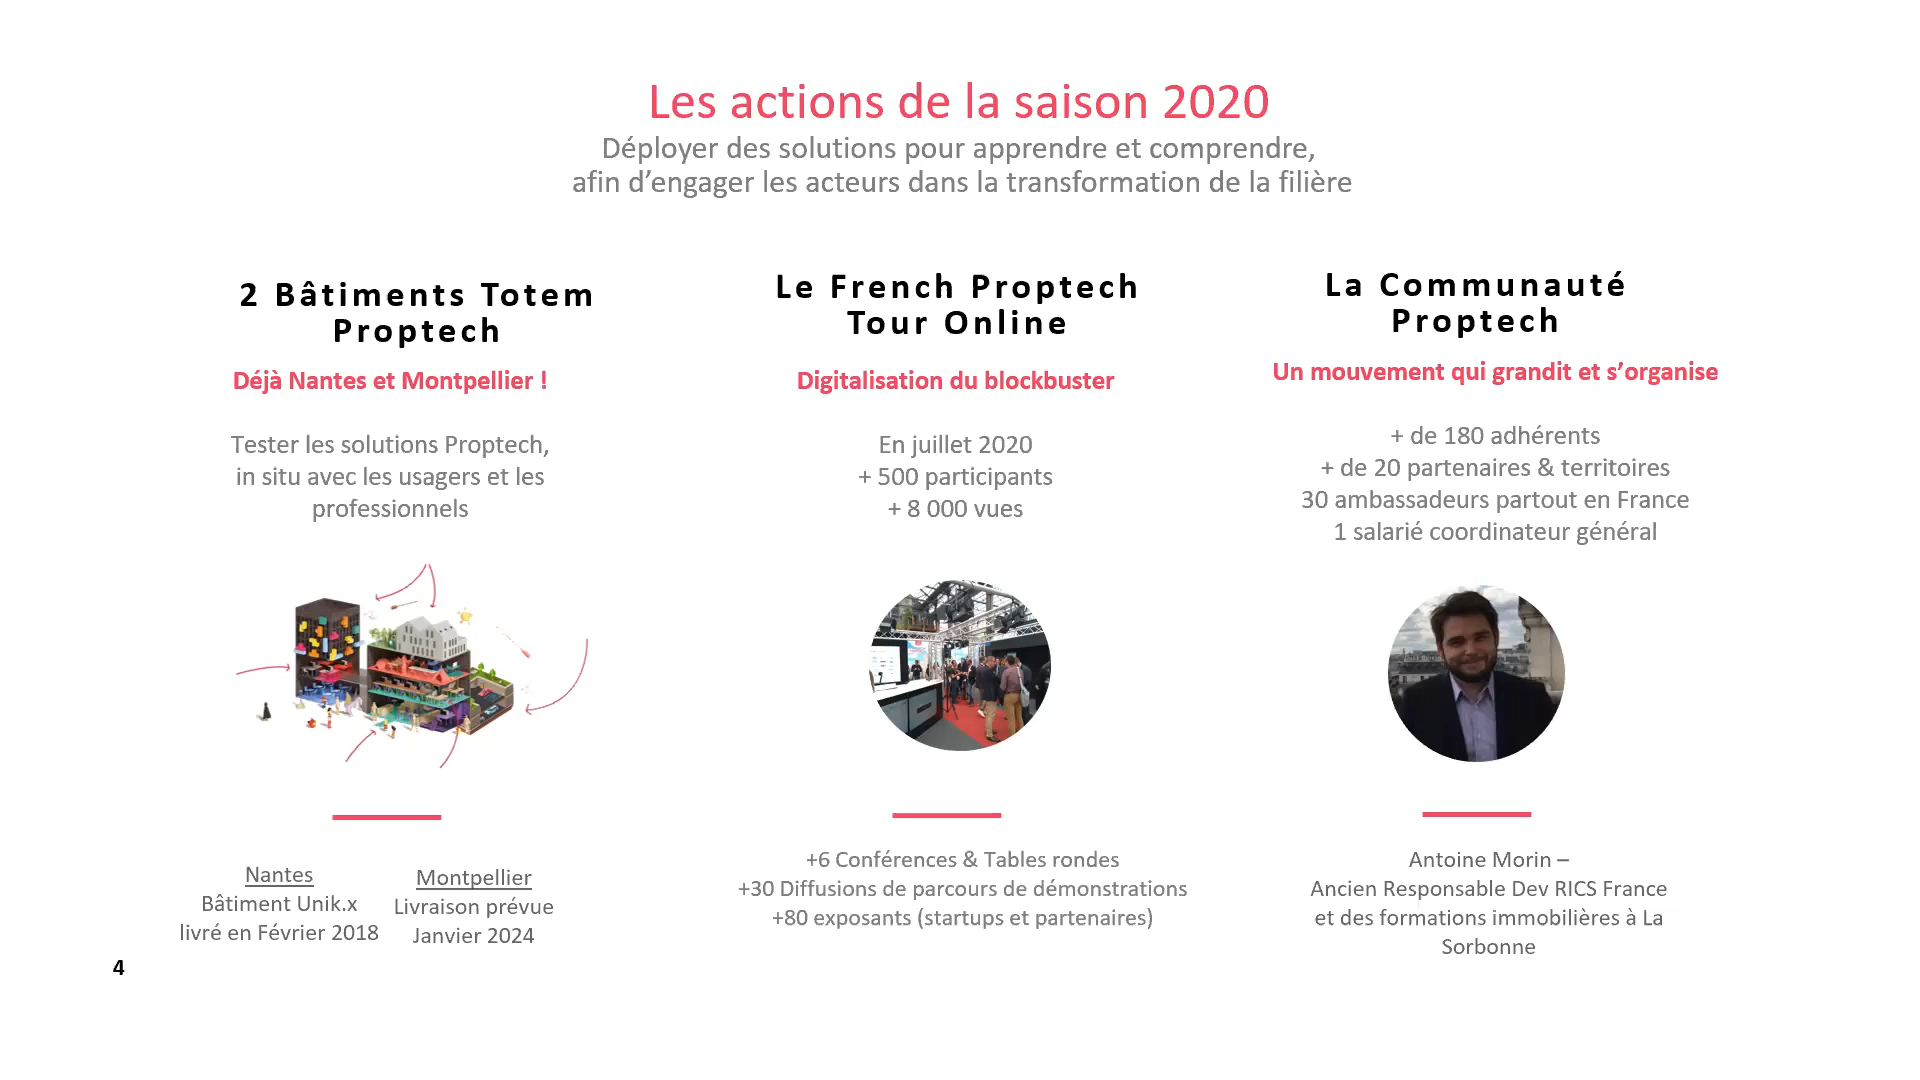 Les actions de la saison 2020
Déployer des solutions pour apprendre et comprendre,
afin d’engager les acteurs dans la transformation de la filière
2 Bâtiments Totem
Proptech
Déjà Nantes et Montpellier !
Tester les solutions Proptech,
in situ avec les usagers et les
professionnels
Nantes
Bâtiment Unik.x
livré en Février 2018
Montpellier
Livraison prévue
Janvier 2024
Le French Proptech
Tour Online
Digitalisation du blockbuster
En juillet 2020
+ 500 participants
+ 8 000 vues
+6 Conférences & Tables rondes
+30 Diffusions de parcours de démonstrations
+80 exposants (startups et partenaires)
La Communauté
Proptech
Un mouvement qui grandit et s’organise
+ de 180 adhérents
+ de 20 partenaires & territoires
30 ambassadeurs partout en France
1 salarié coordinateur général
Antoine Morin –
Ancien Responsable Dev RICS France
et des formations immobilières à La
Sorbonne
4